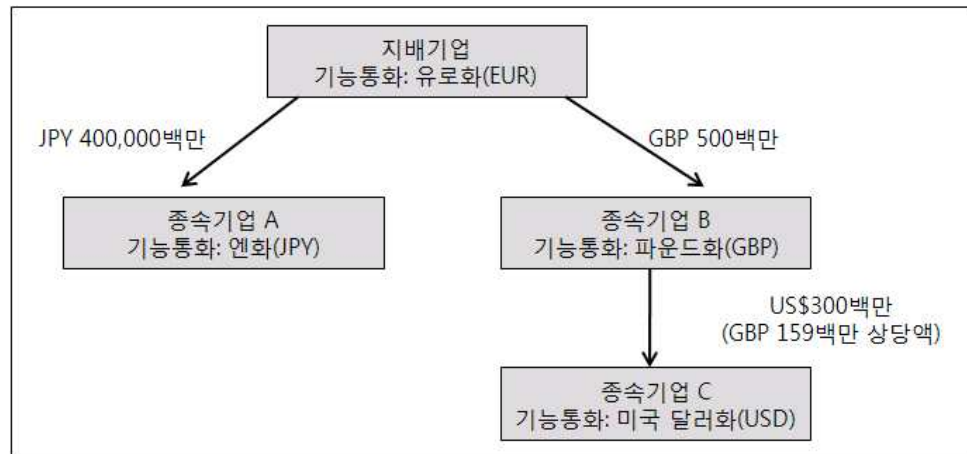 지배기업
기능통화: 유로화(EUR)
JPY 400,000백만
GBP 500백만
종속기업 A
기능통화: 엔화(JPY)
종속기업 B
기능통화: 파운드화(GBP)
US$300백만
(GBP 159백만 상당액)
종속기업 C
기능통화: 미국 달러화(USD)